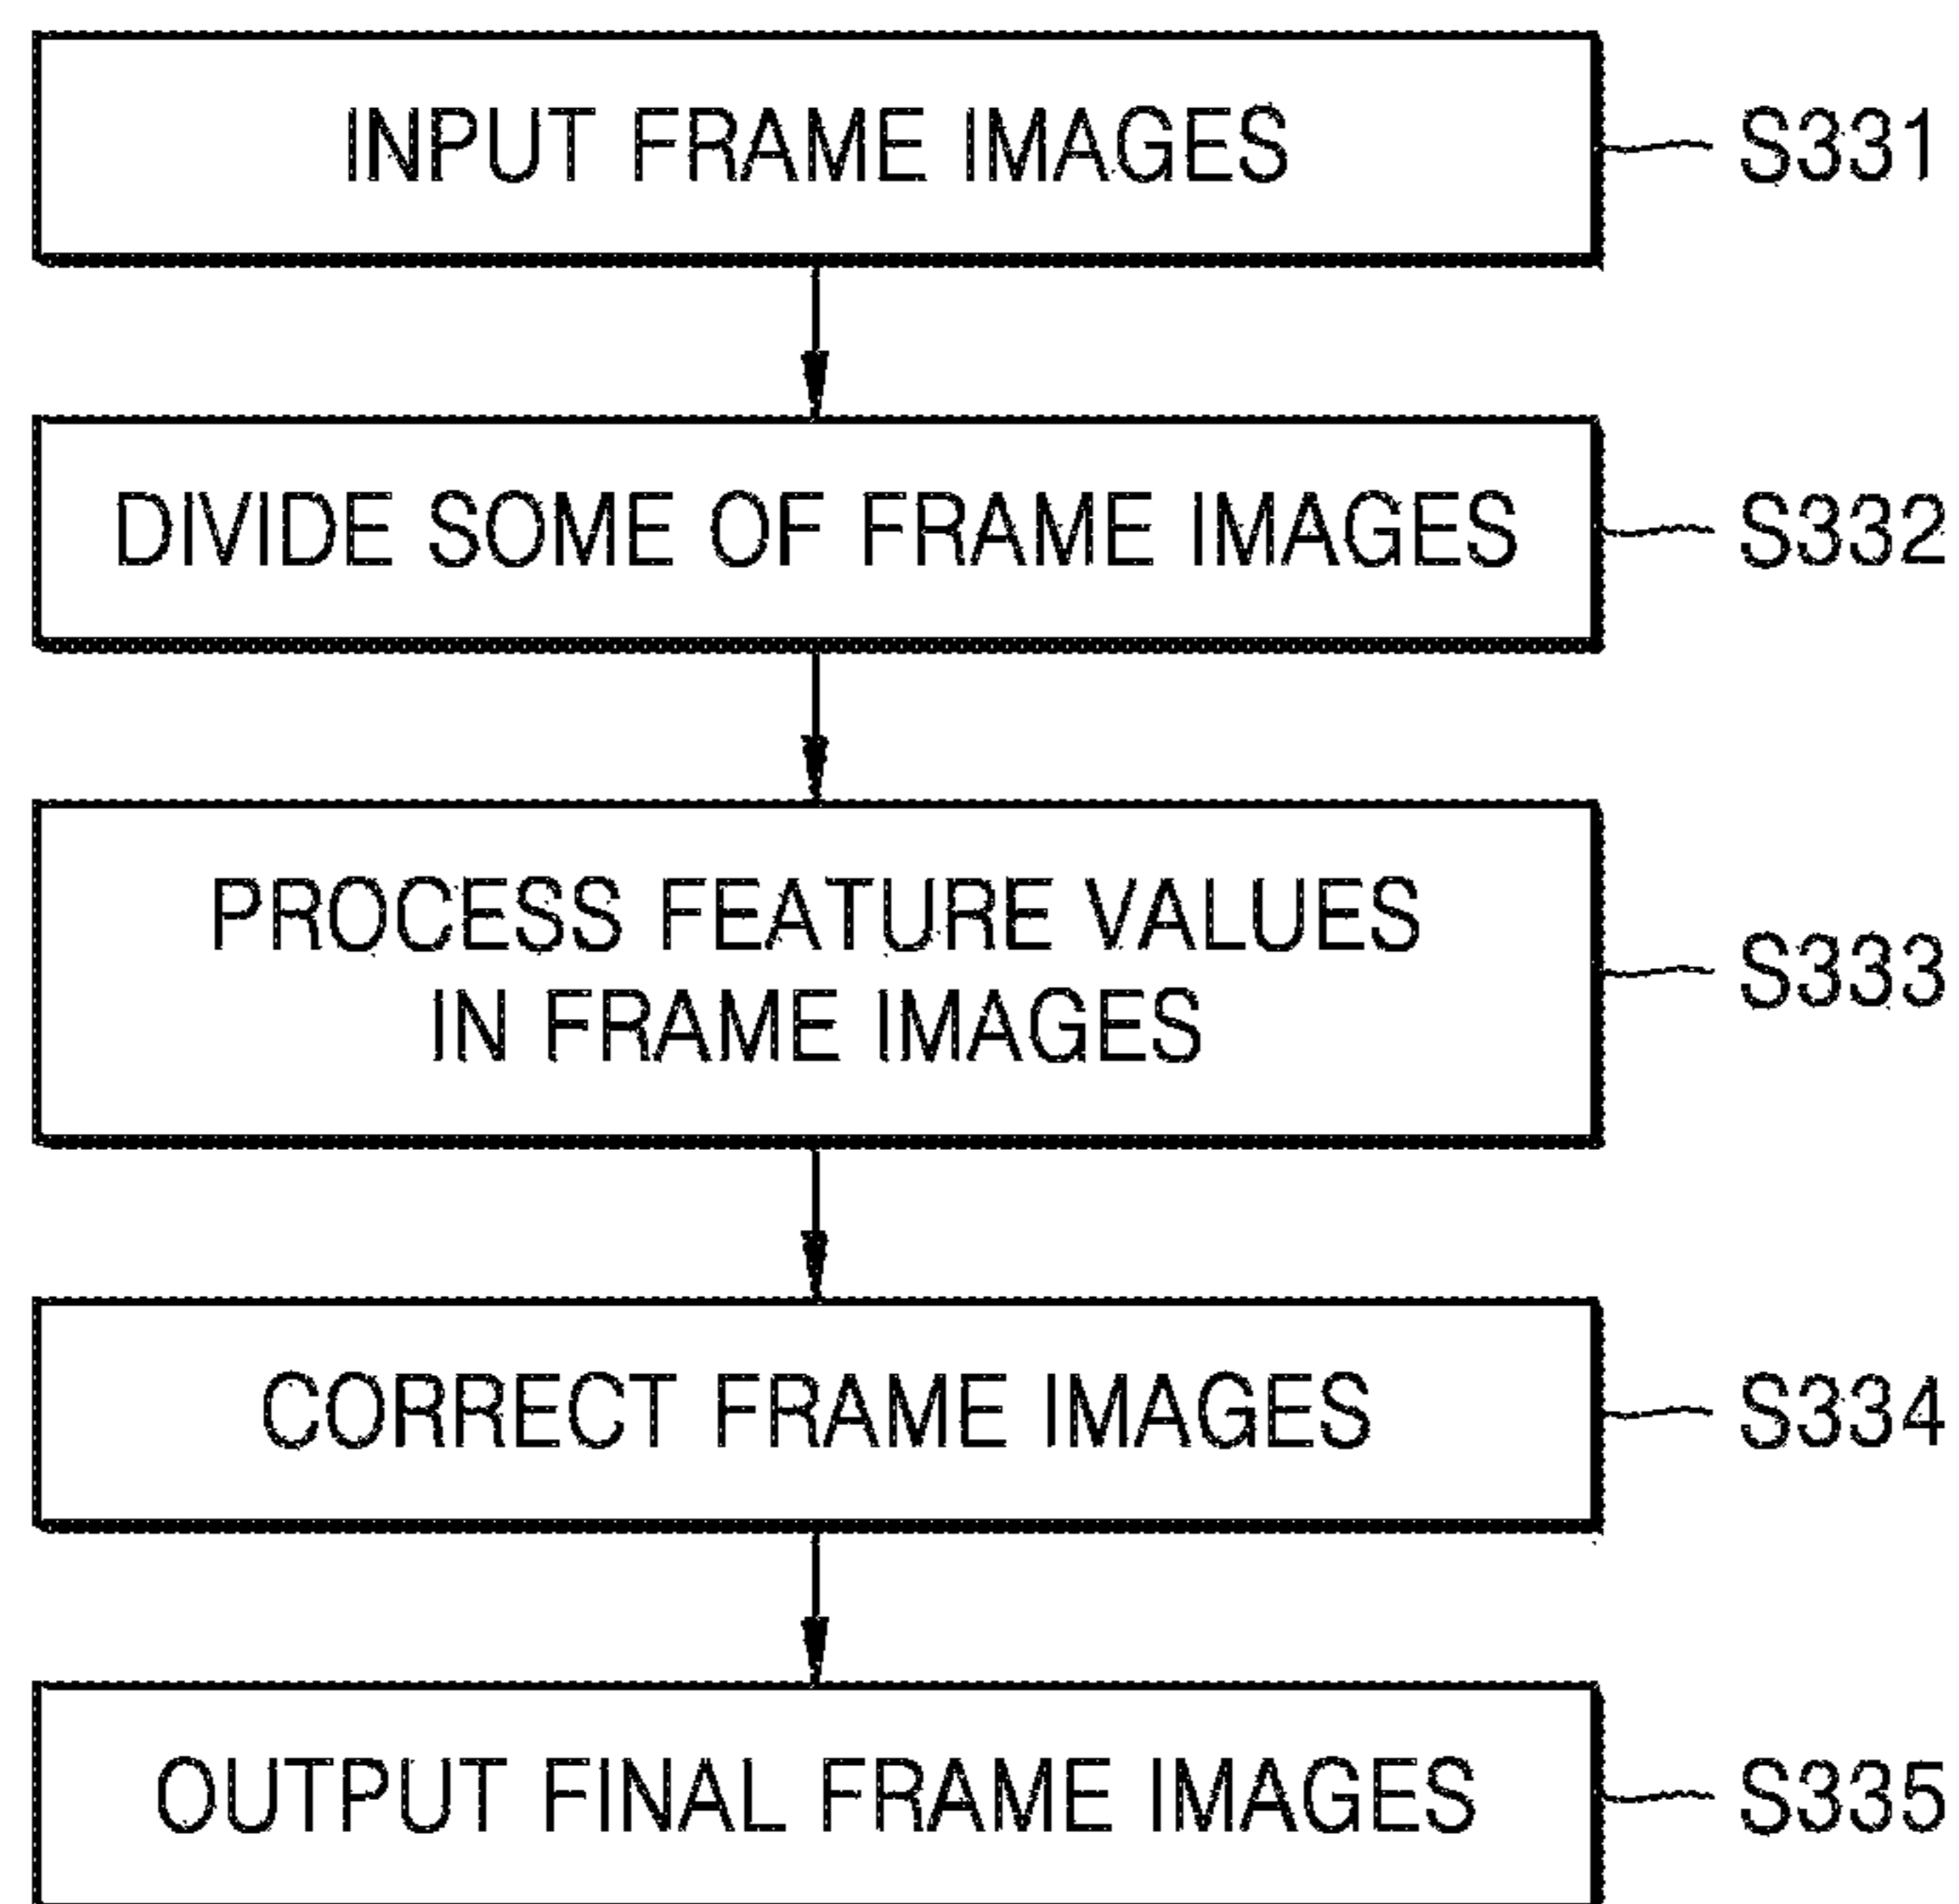 INPUT FRAME IMAGES
S331
DIVIDE SOME OF FRAME IMAGES
S332
PROCESS FEATURE VALUES
IN FRAME IMAGES
S333
CORRECT FRAME IMAGES
S334
OUTPUT FINAL FRAME IMAGES
S335